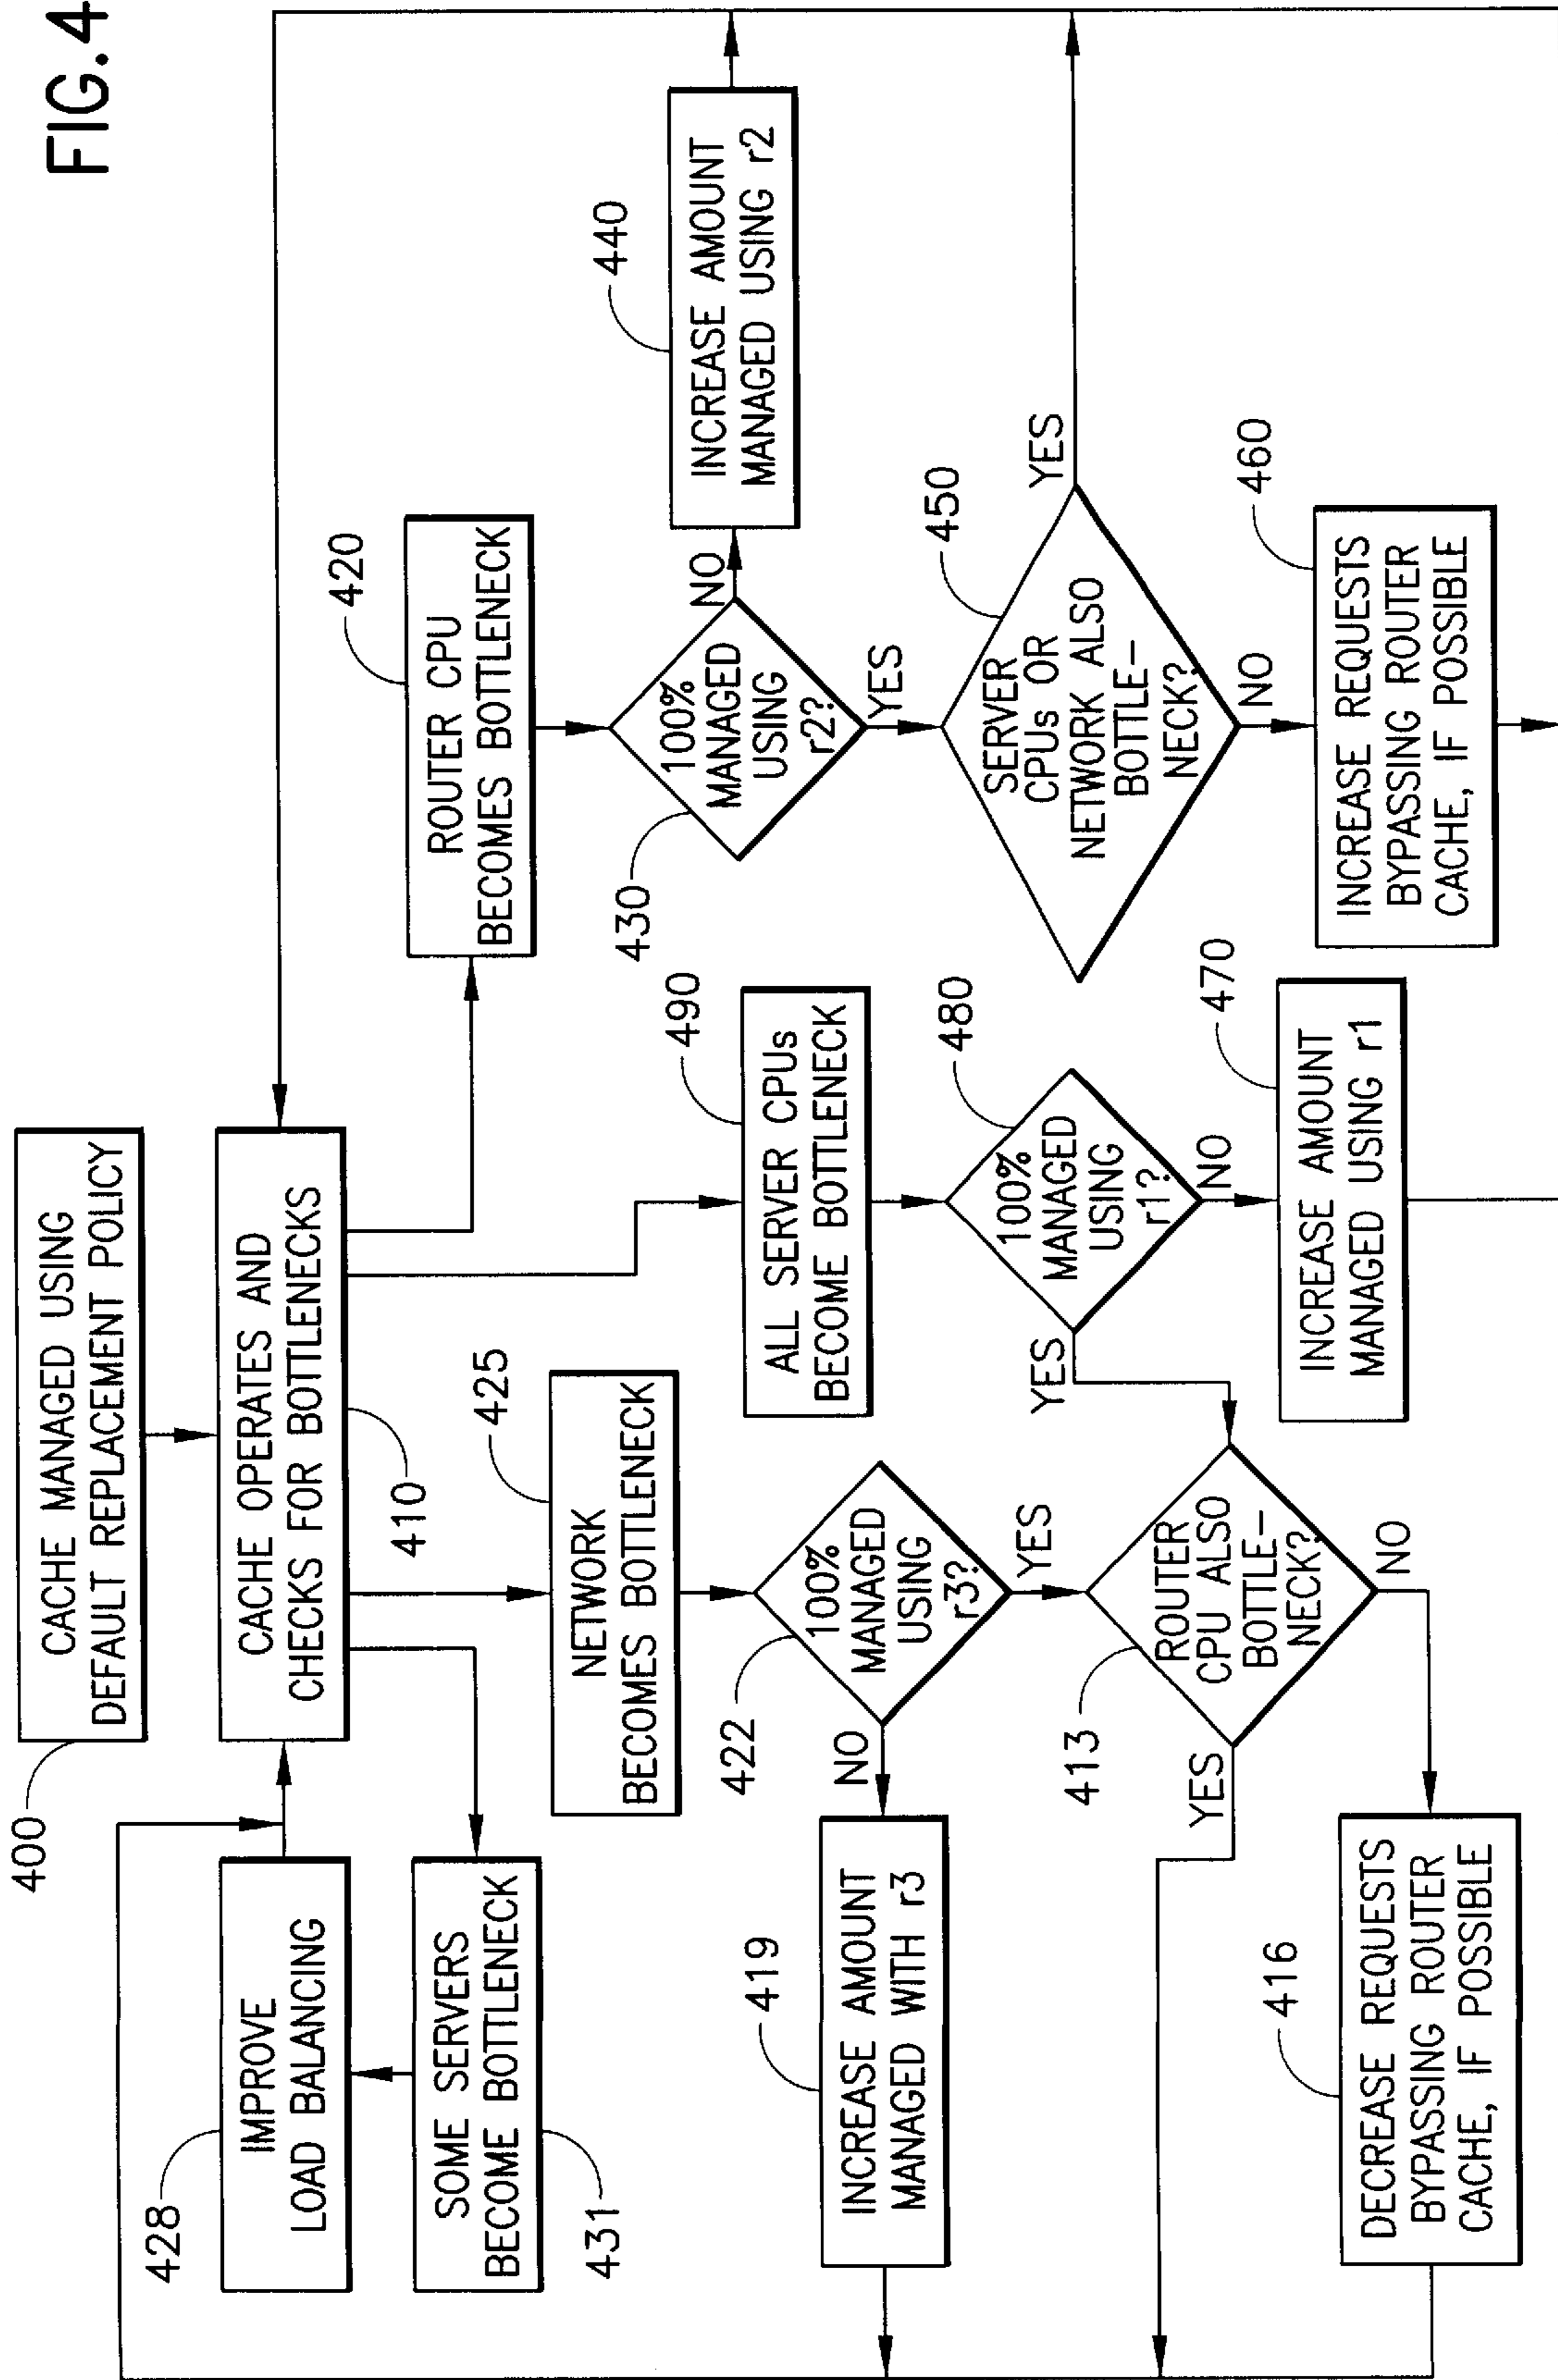 FIG.4
400
CACHE MANAGED USING
DEFAULT REPLACEMENT POLICY
CACHE OPERATES AND
CHECKS FOR BOTTLENECKS
410
428
IMPROVE
LOAD BALANCING
SOME SERVERS
BECOME BOTTLENECK
431
425
NETWORK
BECOMES BOTTLENECK
422
100%
MANAGED
USING
r3?
NO
YES
419
INCREASE AMOUNT
MANAGED WITH r3
413
ROUTER
CPU ALSO
BOTTLE-
NECK?
YES
NO
416
DECREASE REQUESTS
BYPASSING ROUTER
CACHE, IF POSSIBLE
490
ALL SERVER CPUs
BECOME BOTTLENECK
480
100%
MANAGED
USING
r1?
YES
NO
470
INCREASE AMOUNT
MANAGED USING r1
420
ROUTER CPU
BECOMES BOTTLENECK
430
100%
MANAGED
USING
r2?
NO
YES
440
INCREASE AMOUNT
MANAGED USING r2
450
SERVER
CPUs OR
NETWORK ALSO
BOTTLE-
NECK?
YES
NO
460
INCREASE REQUESTS
BYPASSING ROUTER
CACHE, IF POSSIBLE